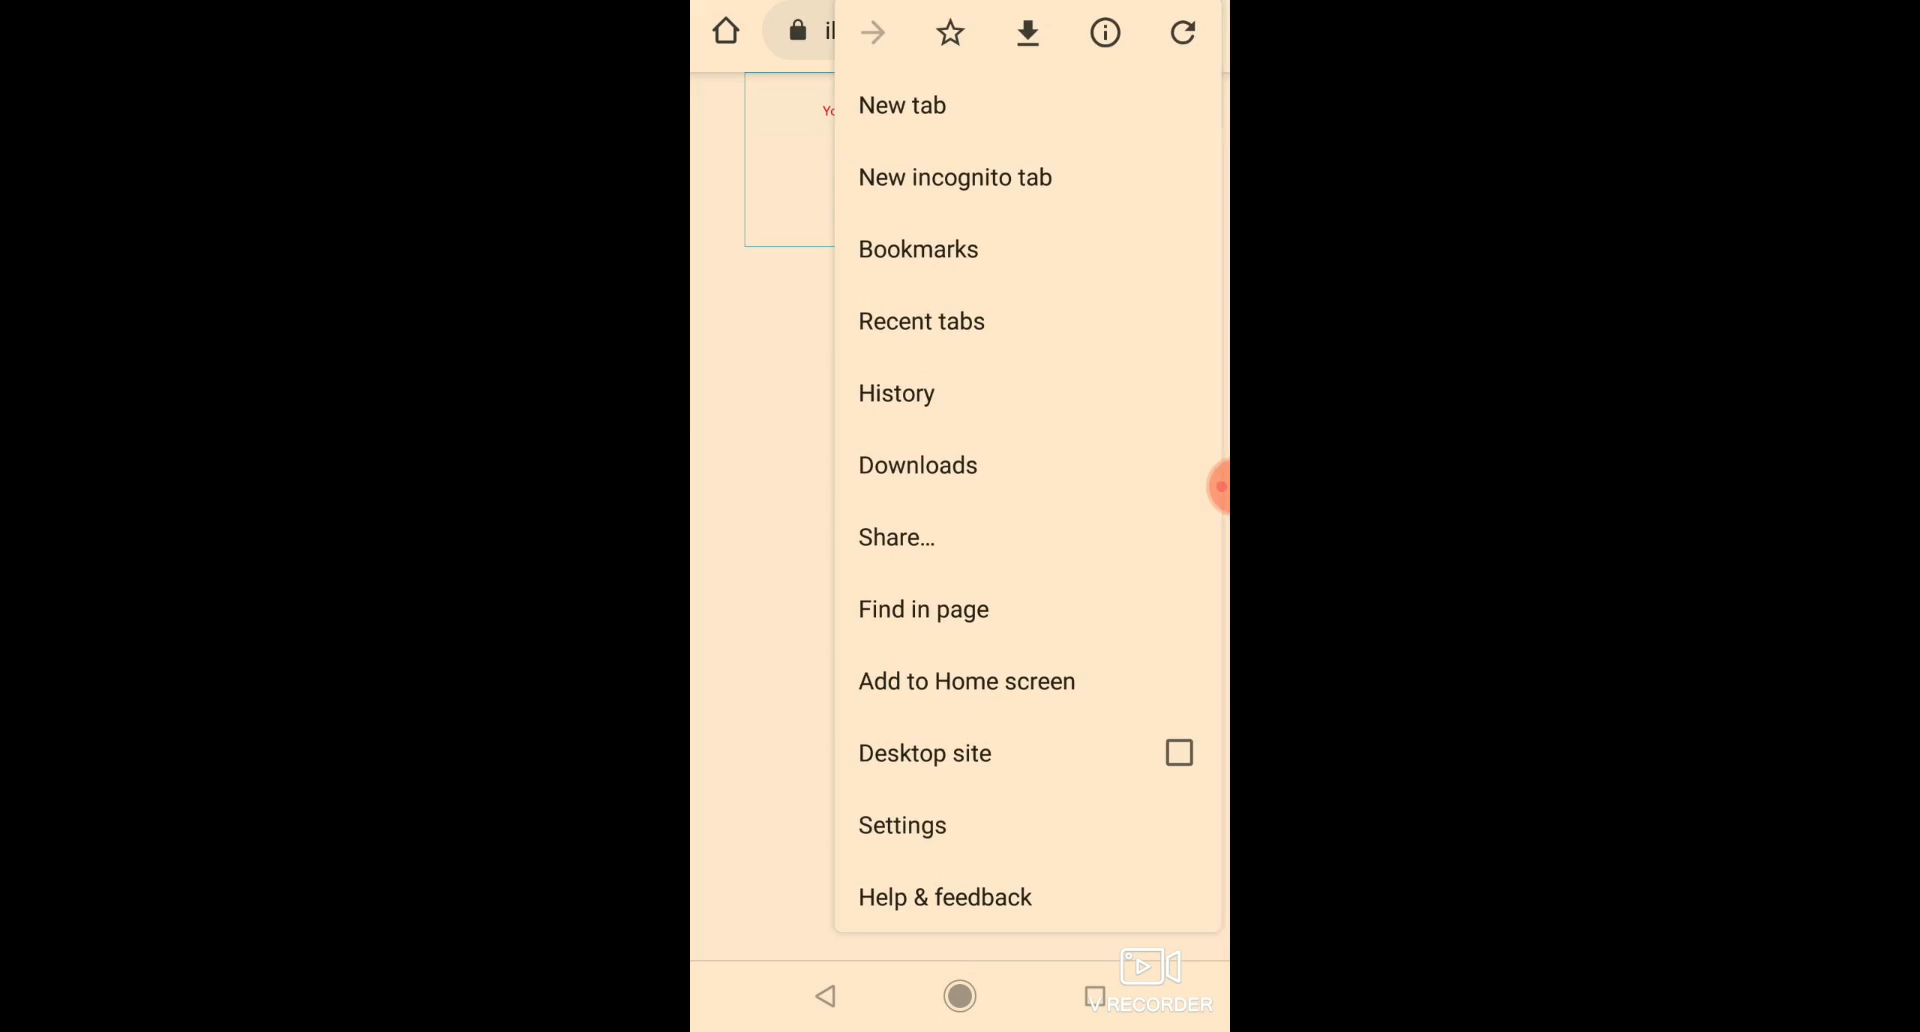 New tab
New incognito tab
Bookmarks
Recent tabs
History
Downloads
Share...
Find in page
Add to Home screen
Desktop site
Settings
Help & feedback
V RECORDER